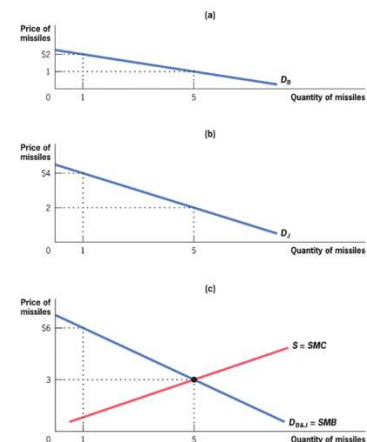 (a)
Price of
missiles
$2
1
D_B
0
1
5
Quantity of missiles
(b)
Price of
missiles
$4
2
D_J
0
1
5
Quantity of missiles
(c)
Price of
missiles
$6
S = SMC
3
D_B&J = SMB
0
1
5
Quantity of missiles